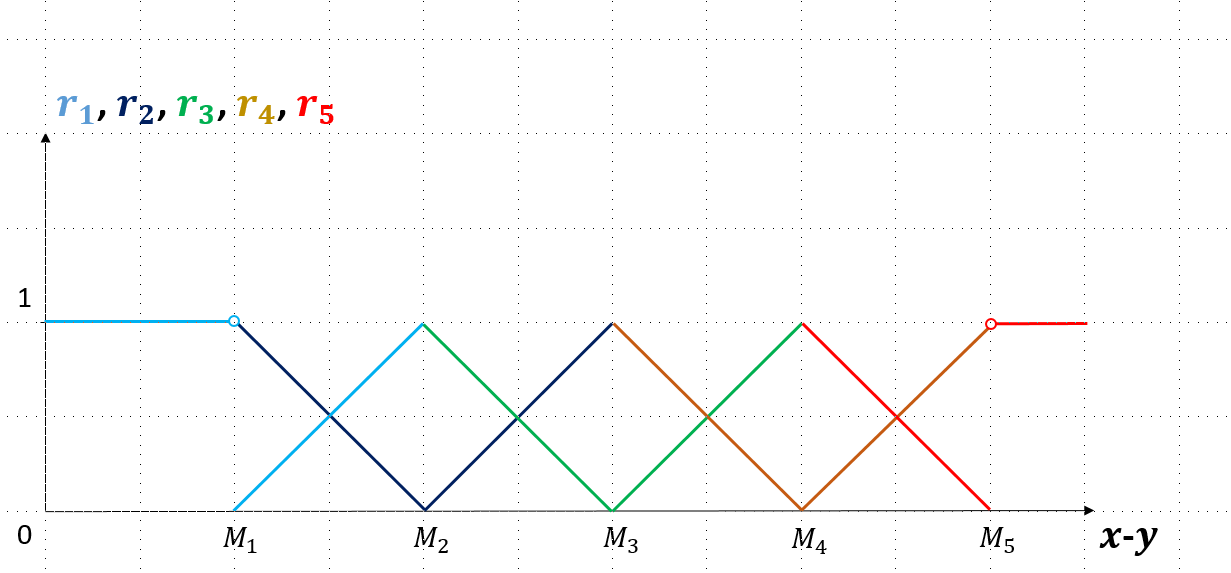 r₁, r₂, r₃, r₄, r₅
1
0
M₁ M₂ M₃ M₄ M₅ x-y